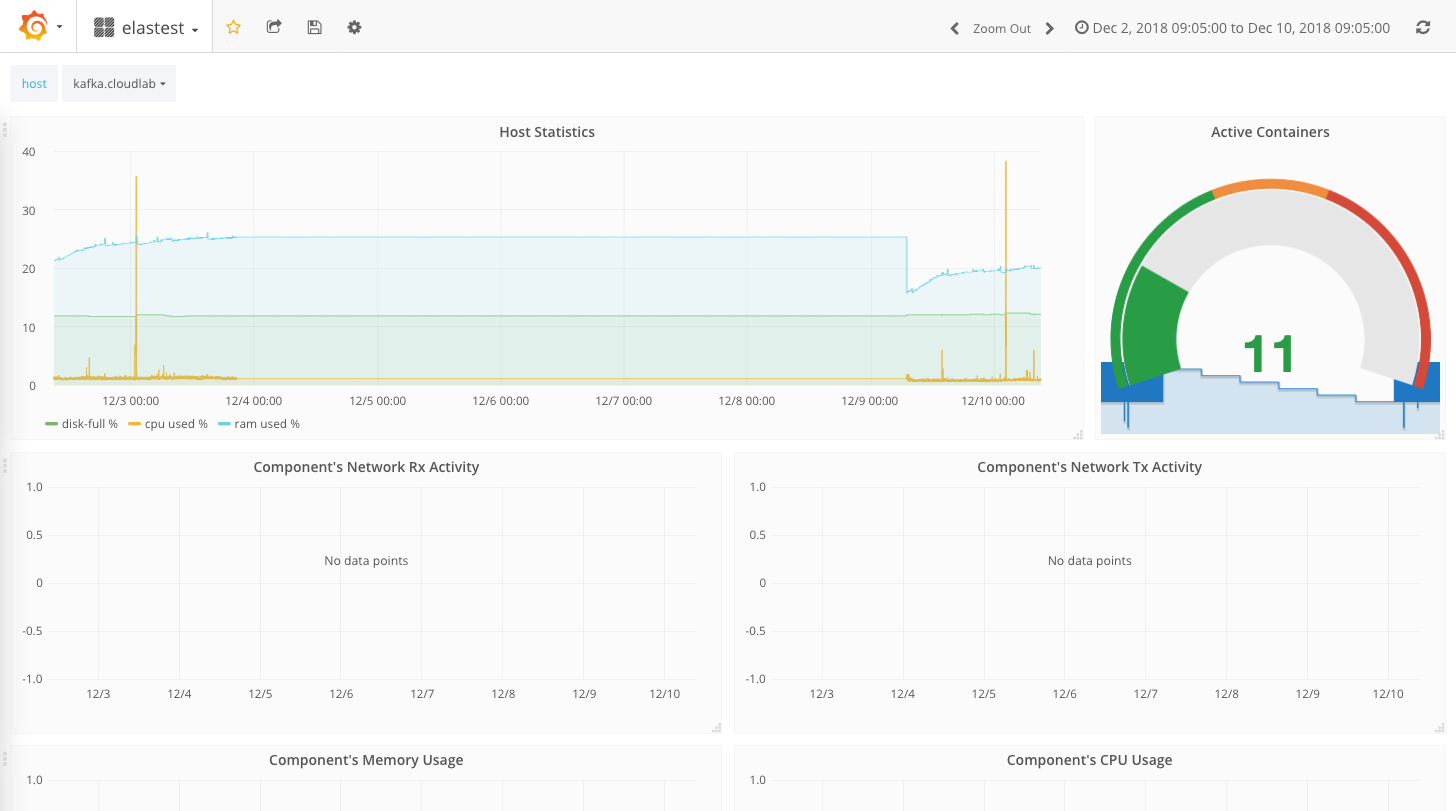 elastest
Zoom Out
Dec 2, 2018 09:05:00 to Dec 10, 2018 09:05:00
host
kafka.cloudlab
Host Statistics
40
30
20
10
0
12/3 00:00 12/4 00:00 12/5 00:00 12/6 00:00 12/7 00:00 12/8 00:00 12/9 00:00 12/10 00:00
disk-full % cpu used % ram used %
Active Containers
11
Component's Network Rx Activity
1.0
0.5
No data points
0
-0.5
-1.0
12/3 12/4 12/5 12/6 12/7 12/8 12/9 12/10
Component's Network Tx Activity
1.0
0.5
No data points
0
-0.5
-1.0
12/3 12/4 12/5 12/6 12/7 12/8 12/9 12/10
Component's Memory Usage
1.0
Component's CPU Usage
1.0